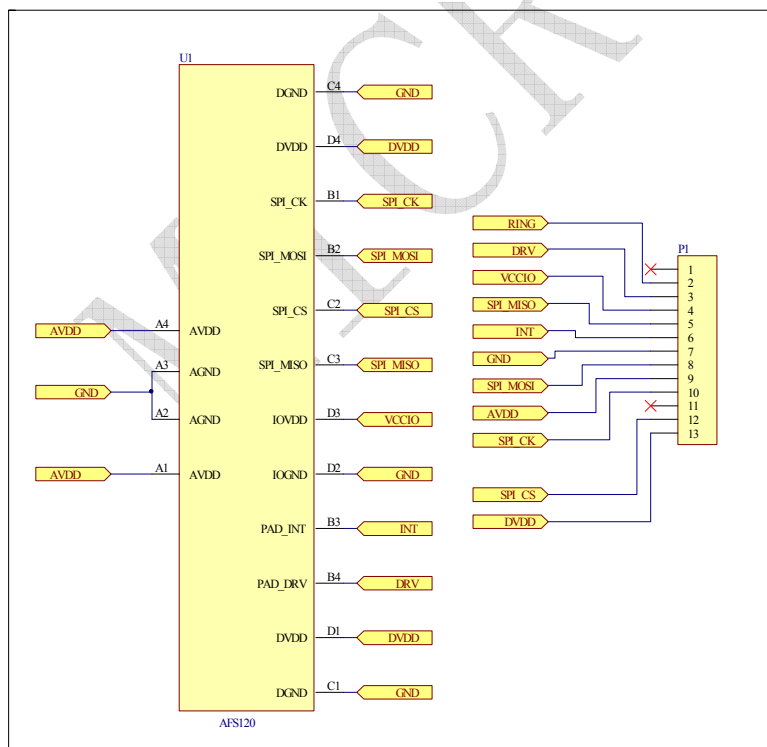 U1
DGND C4 GND
DVDD D4 DVDD
SPI_CK B1 SPI_CK
SPI_MOSI B2 SPI_MOSI
SPI_CS C2 SPI_CS
AVDD A4 AVDD
SPI_MISO C3 SPI_MISO
A3 AGND
GND
A2 AGND
IOVDD D3 VCCIO
AVDD A1 AVDD
IOGND D2 GND
PAD_INT B3 INT
PAD_DRV B4 DRV
DVDD D1 DVDD
DGND C1 GND
AFS120
RING
DRV
VCCIO
SPI_MISO
INT
GND
SPI_MOSI
AVDD
SPI_CK
SPI_CS
DVDD
P1
1
2
3
4
5
6
7
8
9
10
11
12
13